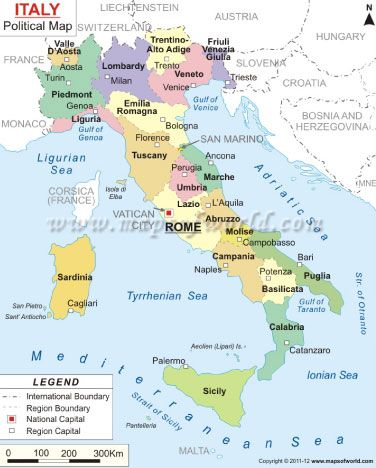 ITALY
Political Map
LIECHTENSTEIN
SWITZERLAND
AUSTRIA
HUNGARY
N
Valle
D'Aosta
Aosta
FRANCE
Turin
Piedmont
Lombardy
Milan
Trentino-
Alto Adige
Trento
Veneto
Venice
Friuli
Venezia
Giulia
Trieste
SLOVENIA
CROATIA
Genoa
Liguria
Gulf of
Genoa
MONACO
Emilia
Romagna
Bologna
Gulf of
Venice
BOSNIA AND
HERZEGOVINA
SAN MARINO
Florence
Tuscany
Ancona
Marche
Perugia
Umbria
Ligurian
Sea
CORSICA
(FRANCE)
Isola di
Elba
Adriatic Sea
MNE.
Lazio
L'Aquila
Abruzzo
VATICAN
CITY
ROME
www.mapsofworld.com
Molise
Campobasso
Campania
Naples
Bari
Puglia
Potenza
Basilicata
Gulf of
Taranto
Str. of Otranto
Sardinia
Cagliari
San Pietro
Sant' Antioco
Tyrrhenian Sea
Calabria
Catanzaro
Aeolian (Lipari) Is.
Palermo
Sicily
Ionian Sea
Mediterranean Sea
Strait of Sicily
Pantelleria
MALTA
LEGEND
International Boundary
Region Boundary
National Capital
Region Capital
0 100 200 300Km
Copyright © 2011-12 www.mapsofworld.com